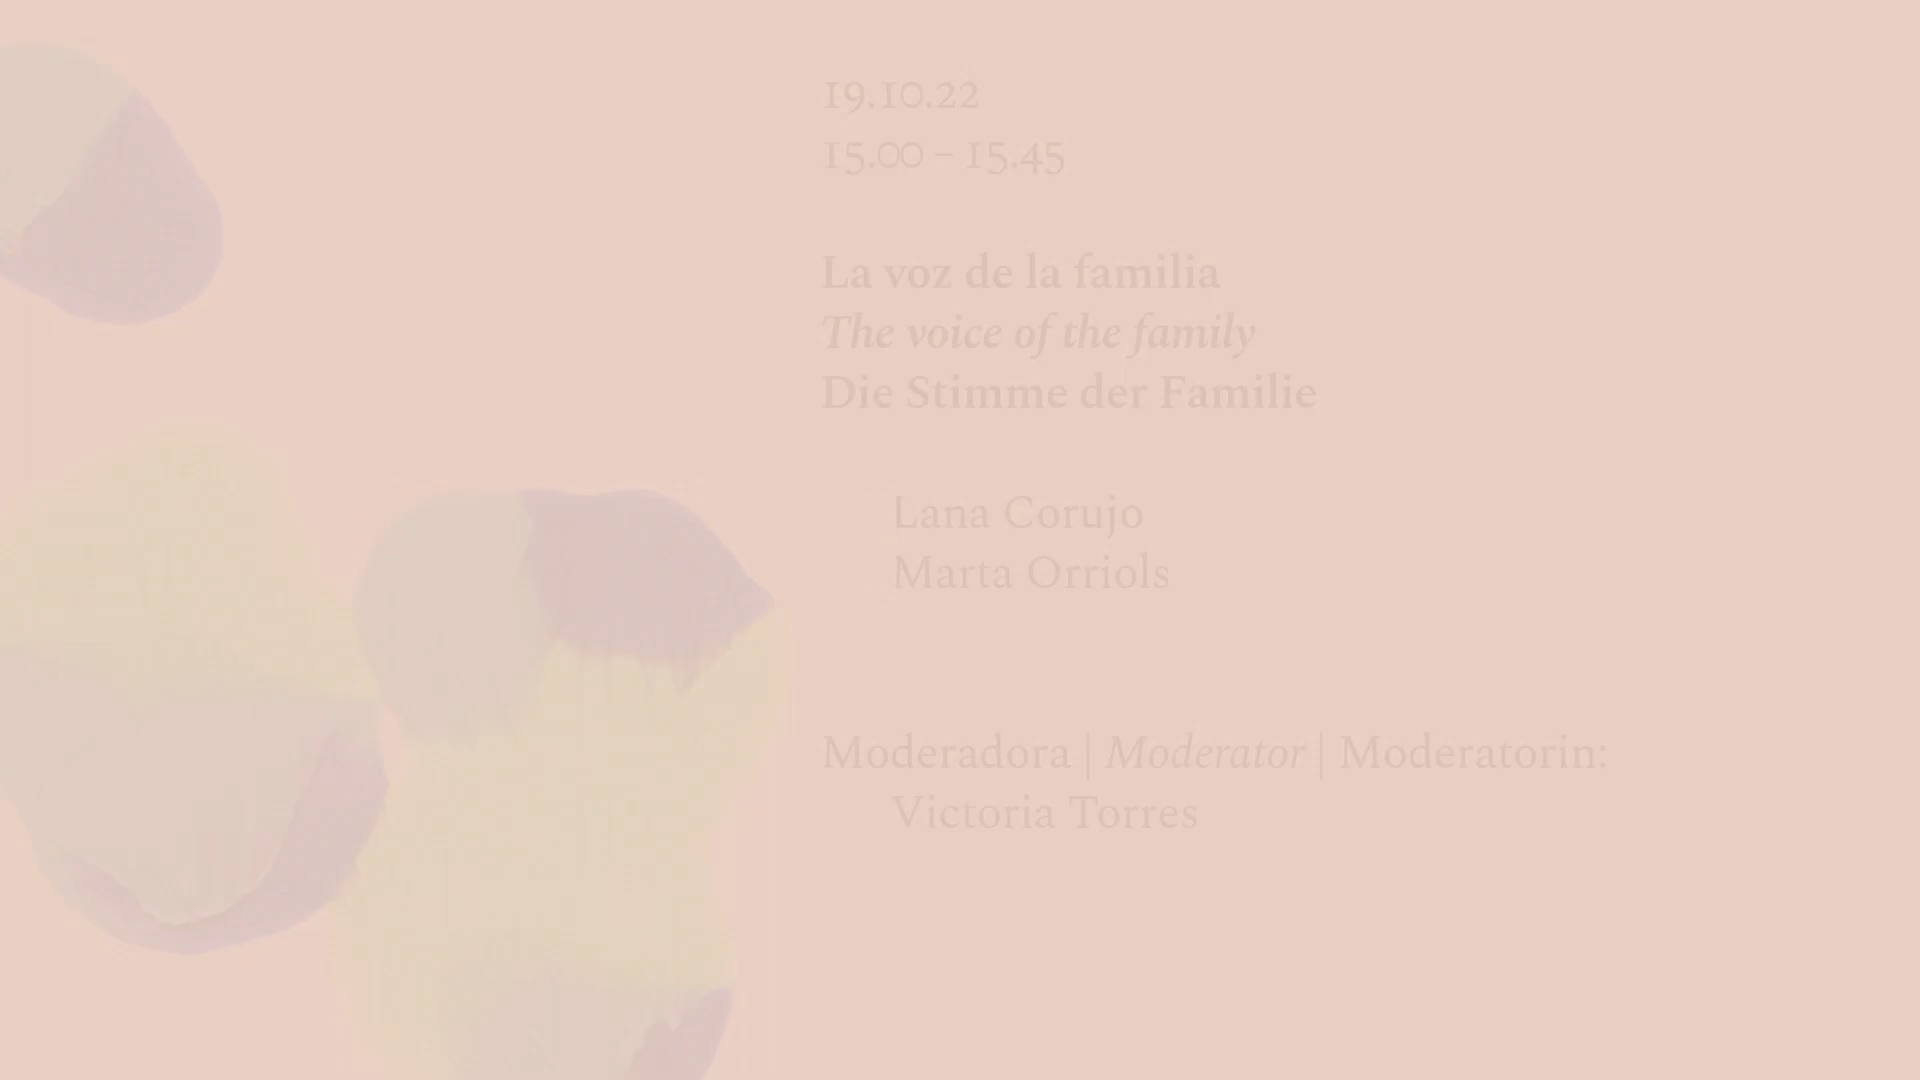 19.10.22
15.00 – 15.45
La voz de la familia
The voice of the family
Die Stimme der Familie
Lana Corujo
Marta Orriols
Moderadora | Moderator | Moderatorin:
Victoria Torres